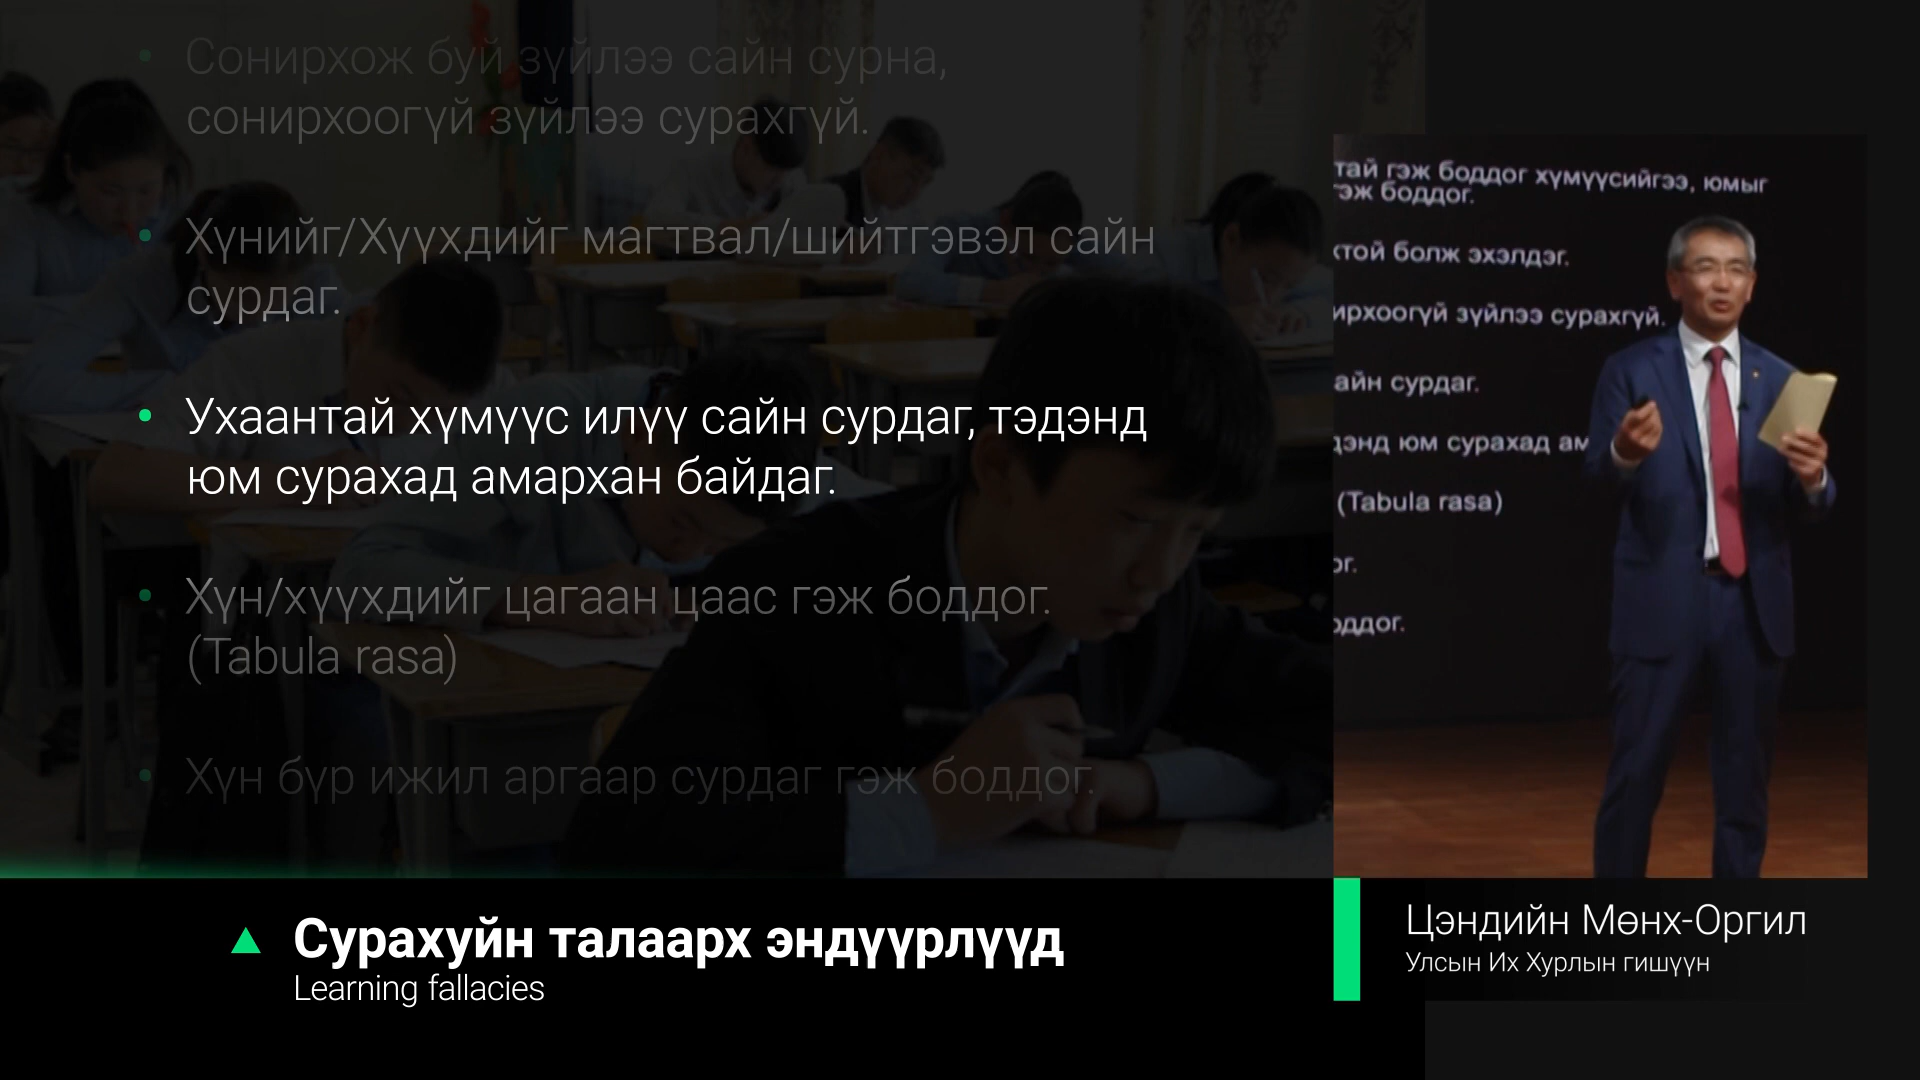 • Сонирхож буй зүйлээ сайн сурна,
сонирхоогүй зүйлээ сурахгүй.
• Хүнийг/Хүүхдийг магтвал/шийтгэвэл сайн
сурдаг.
• Ухаантай хүмүүс илүү сайн сурдаг, тэдэнд
юм сурахад амархан байдаг.
• Хүн/хүүхдийг цагаан цаас гэж боддог.
(Tabula rasa)
• Хүн бүр ижил аргаар сурдаг гэж боддог.
тай гэж боддог хүмүүсийгээ, юмыг
гэж боддог.
ктой болж эхэлдэг.
ирхоогүй зүйлээ сурахгүй.
айн сурдаг.
дэнд юм сурахад ам
(Tabula rasa)
ог.
оддог.
Сурахуйн талаарх эндүүрлүүд
Learning fallacies
Цэндийн Мөнх-Оргил
Улсын Их Хурлын гишүүн